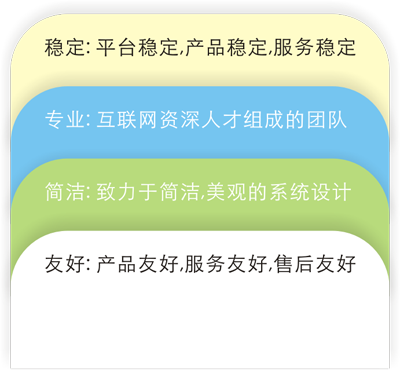 稳定: 平台稳定,产品稳定,服务稳定
专业: 互联网资深人才组成的团队
简洁: 致力于简洁,美观的系统设计
友好: 产品友好,服务友好,售后友好